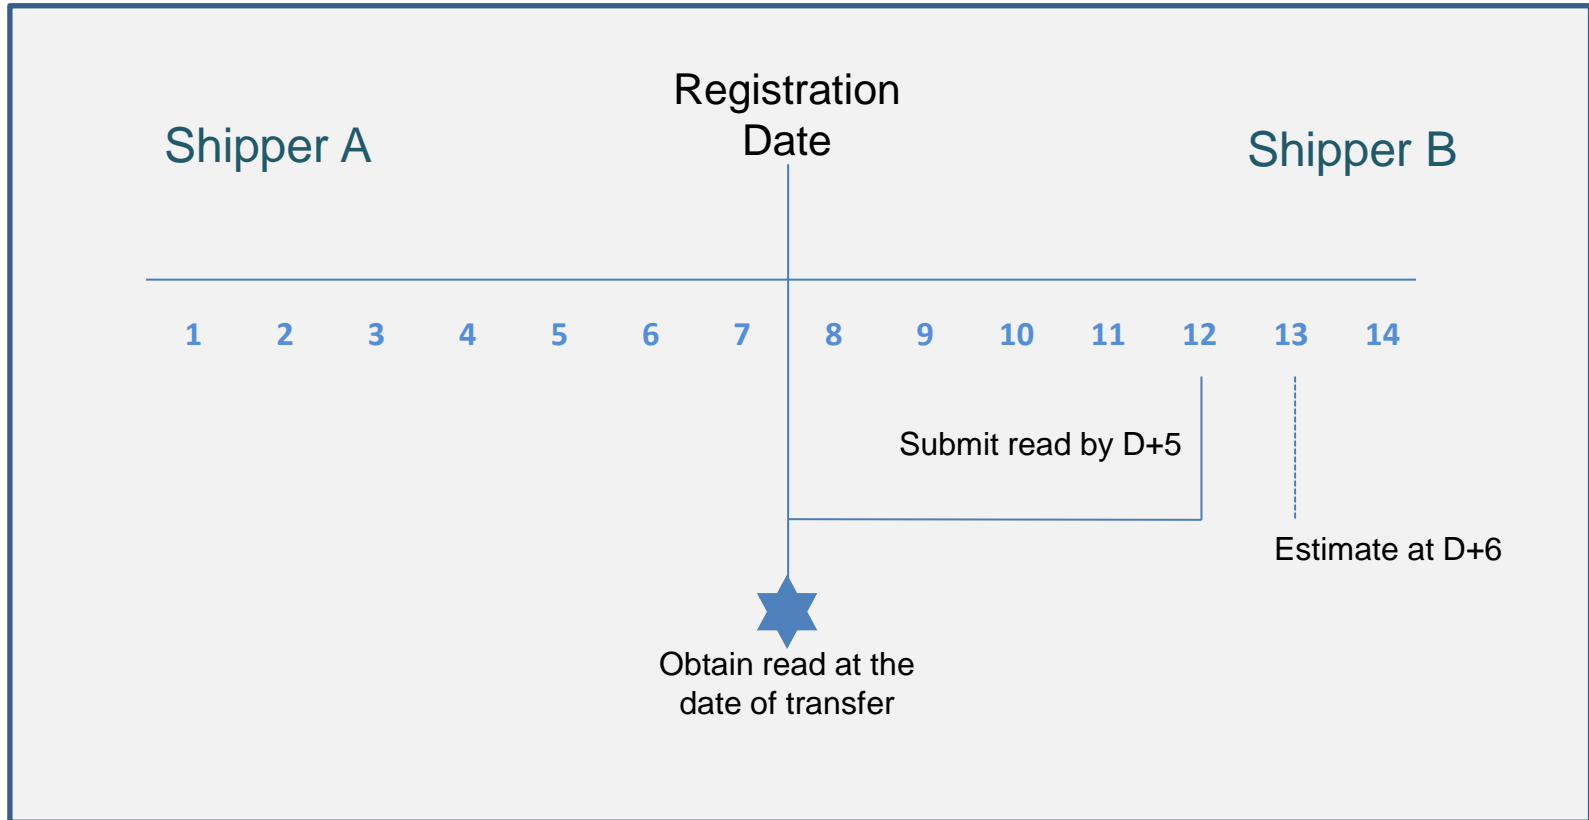 Registration
Date
Shipper A
Shipper B
1 2 3 4 5 6 7 8 9 10 11 12 13 14
Submit read by D+5
Estimate at D+6
Obtain read at the
date of transfer